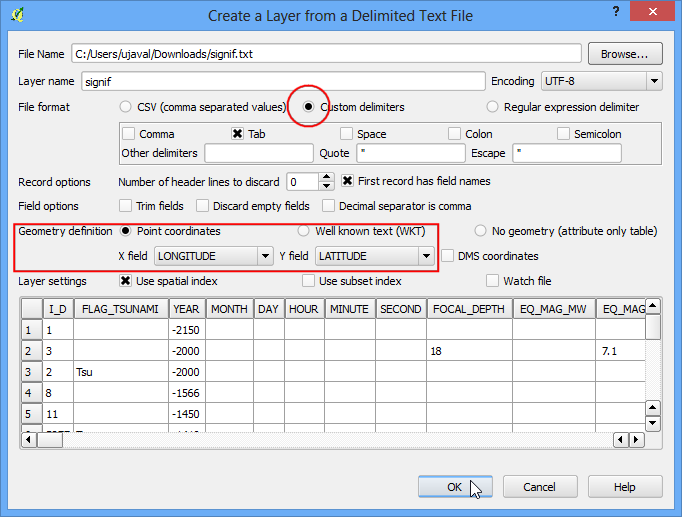 Create a Layer from a Delimited Text File
File Name C:/Users/ujaval/Downloads/signif.txt Browse...
Layer name signif Encoding UTF-8
File format CSV (comma separated values) Custom delimiters Regular expression delimiter
Comma Tab Space Colon Semicolon
Other delimiters Quote " Escape "
Record options Number of header lines to discard 0 First record has field names
Field options Trim fields Discard empty fields Decimal separator is comma
Geometry definition Point coordinates Well known text (WKT) No geometry (attribute only table)
X field LONGITUDE Y field LATITUDE DMS coordinates
Layer settings Use spatial index Use subset index Watch file
I_D FLAG_TSUNAMI YEAR MONTH DAY HOUR MINUTE SECOND FOCAL_DEPTH EQ_MAG_MW EQ_MAG
1 1 -2150
2 3 -2000 18 7.1
3 2 Tsu -2000
4 8 -1566
5 11 -1450
OK Cancel Help